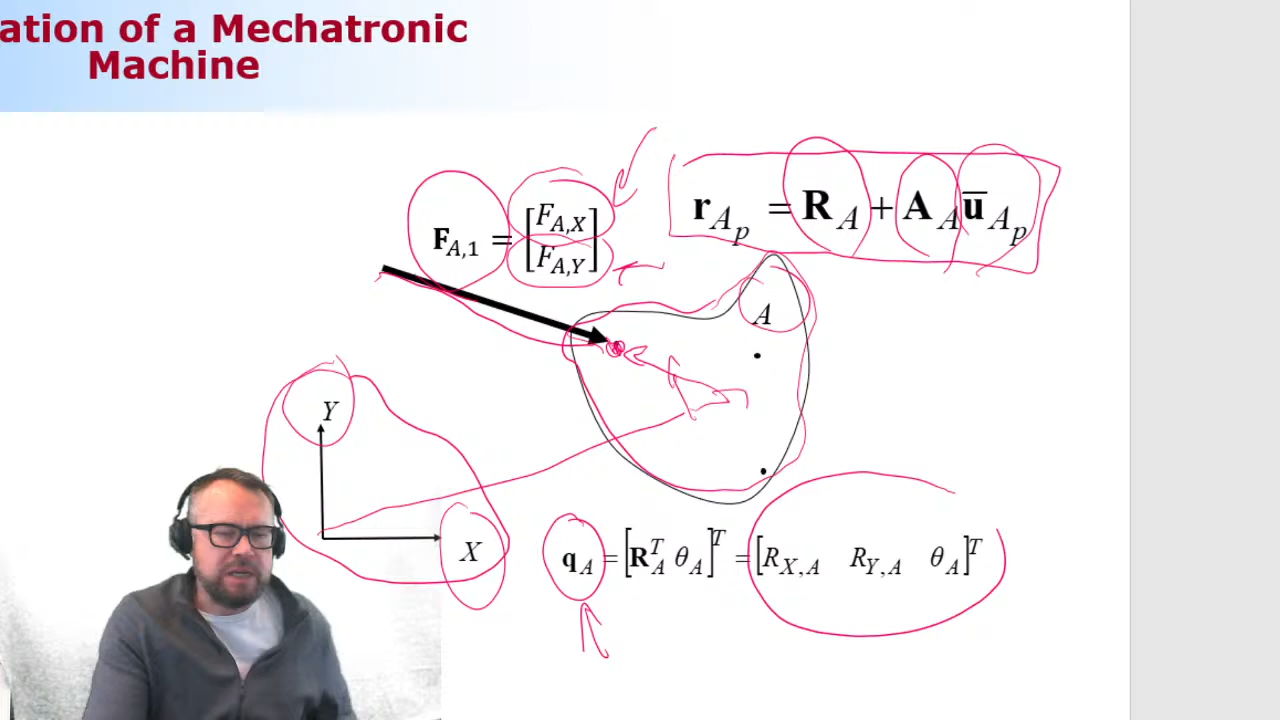 ation of a Mechatronic
Machine
r_{A_p} = R_A + A_A u̅_{A_p}
F_{A,1} = [F_{A,X} F_{A,Y}]
A
Y
X
q_A = [R_A^T θ_A]^T = [R_{X,A} R_{Y,A} θ_A]^T